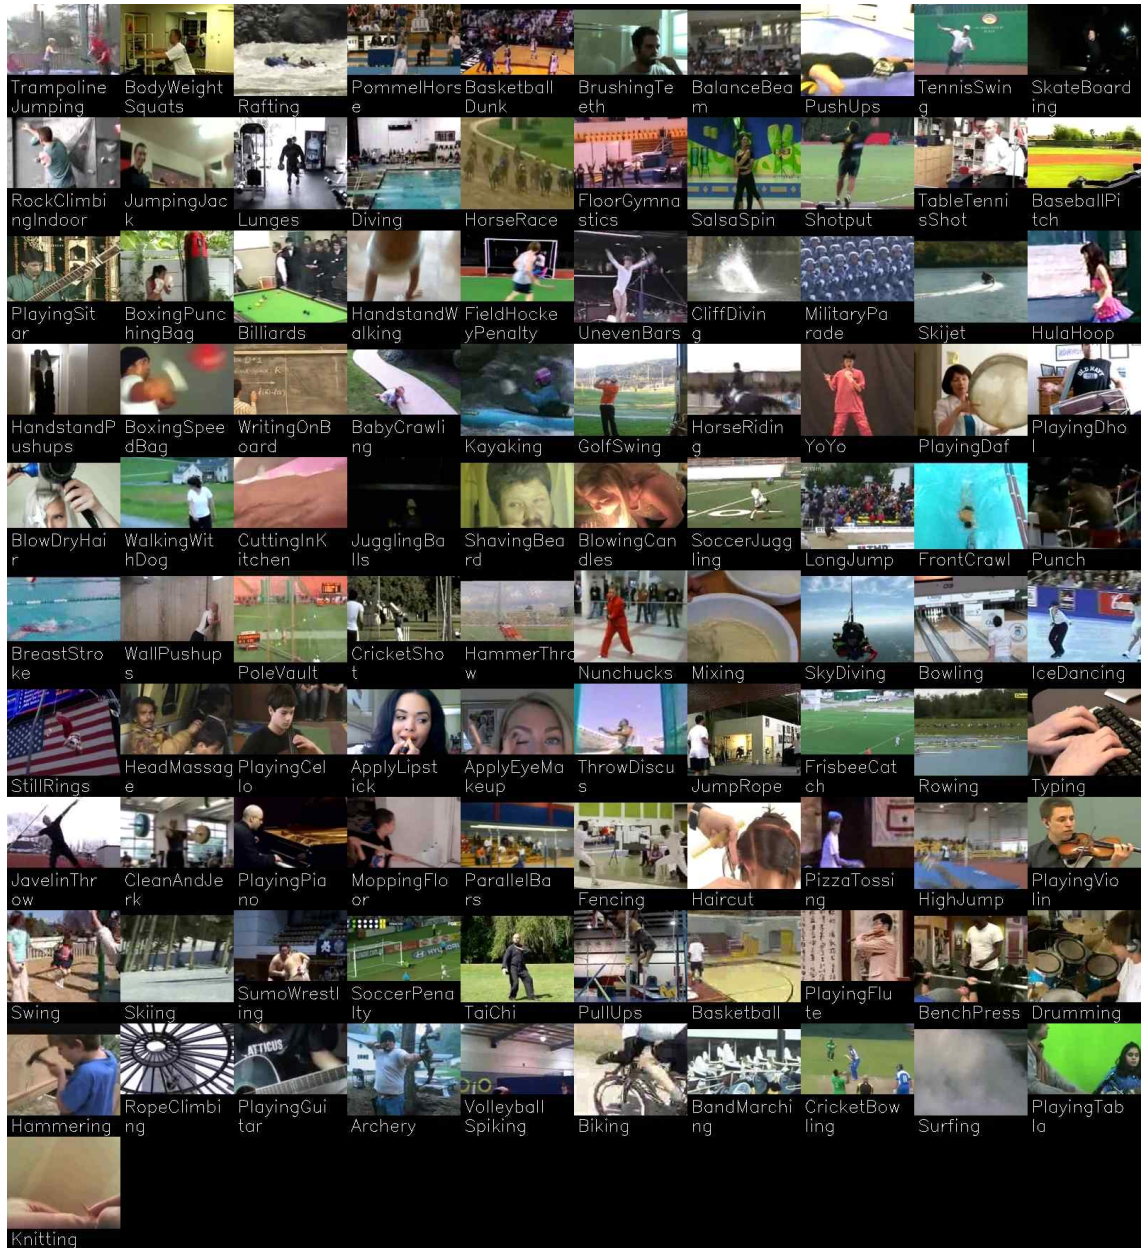 Trampoline
Jumping
BodyWeight
Squats
Rafting
PommelHors
e
Basketball
Dunk
BrushingTe
eth
BalanceBea
m
PushUps
TennisSwin
g
SkateBoard
ing
RockClimbi
ngIndoor
JumpingJac
k
Lunges
Diving
HorseRace
FloorGymna
stics
SalsaSpin
Shotput
TableTenni
sShot
BaseballPi
tch
PlayingSit
ar
BoxingPunc
hingBag
Billiards
HandstandW
alking
FieldHocke
yPenalty
UnevenBars
CliffDivin
g
MilitaryPa
rade
Skijet
HulaHoop
HandstandP
ushups
BoxingSpee
dBag
WritingOnB
oard
BabyCrawli
ng
Kayaking
GolfSwing
HorseRidin
g
YoYo
PlayingDaf
OLD NAVY
PlayingDho
l
BlowDryHai
r
WalkingWit
hDog
CuttingInK
itchen
JugglingBa
lls
ShavingBea
rd
BlowingCan
dles
SoccerJugg
ling
LongJump
FrontCrawl
Punch
BreastStro
ke
WallPushup
s
PoleVault
CricketSho
t
HammerThro
w
Nunchucks
Mixing
SkyDiving
Bowling
IceDancing
StillRings
HeadMassag
e
PlayingCel
lo
ApplyLipst
ick
ApplyEyeMa
keup
ThrowDiscu
s
JumpRope
FrisbeeCat
ch
Rowing
Typing
JavelinThr
ow
CleanAndJe
rk
PlayingPia
no
MoppingFlo
or
ParallelBa
rs
Fencing
Haircut
PizzaTossi
ng
HighJump
PlayingVio
lin
Swing
Skiing
SumoWrestl
ing
SoccerPena
lty
TaiChi
PullUps
Basketball
PlayingFlu
te
BenchPress
Drumming
Hammering
RopeClimbi
ng
ATTICUS
PlayingGui
tar
Archery
Volleyball
Spiking
Biking
BandMarchi
ng
CricketBow
ling
Surfing
PlayingTab
la
Knitting